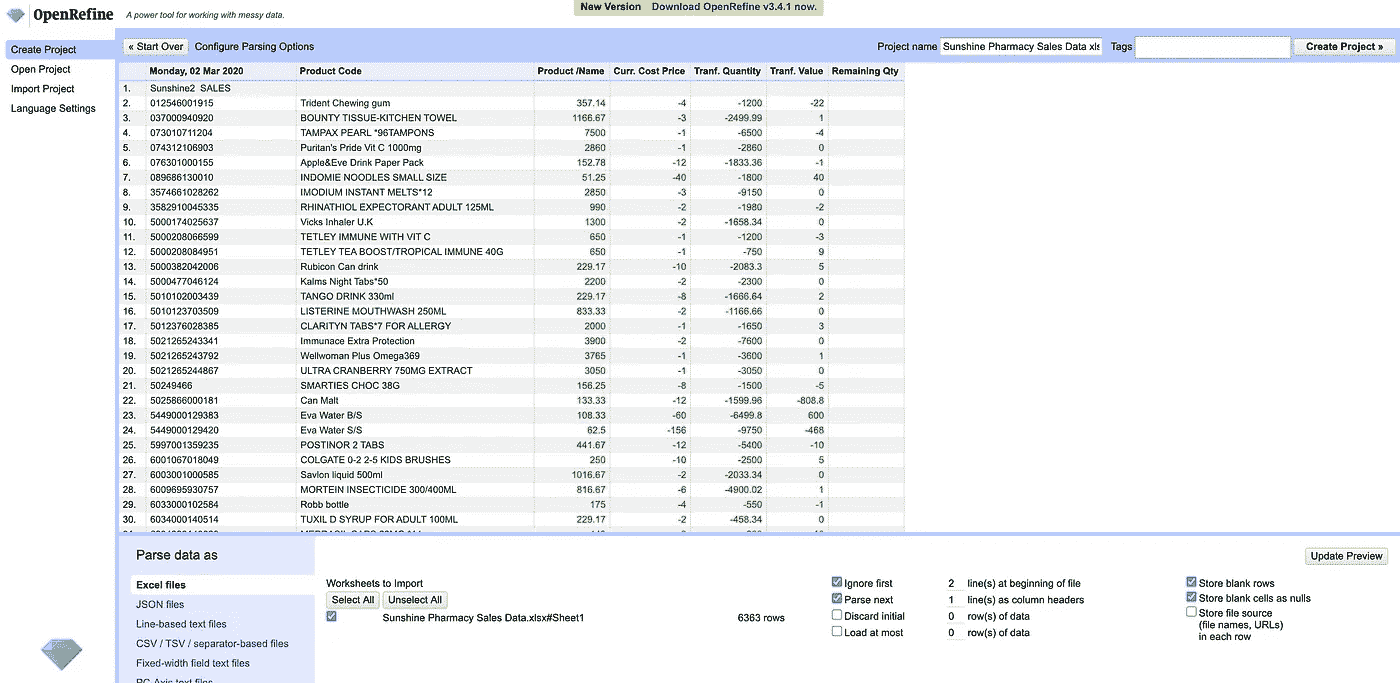 OpenRefine A power tool for working with messy data.
New Version Download OpenRefine v3.4.1 now.
Create Project
Open Project
Import Project
Language Settings
« Start Over Configure Parsing Options Project name Sunshine Pharmacy Sales Data xls Tags Create Project »
Monday, 02 Mar 2020 Product Code Product /Name Curr. Cost Price Tranf. Quantity Tranf. Value Remaining Qty
1. Sunshine2 SALES
2. 012546001915 Trident Chewing gum 357.14 -4 -1200 -22
3. 037000940920 BOUNTY TISSUE-KITCHEN TOWEL 1166.67 -3 -2499.99 1
4. 073010711204 TAMPAX PEARL *96TAMPONS 7500 -1 -6500 -4
5. 074312106903 Puritan's Pride Vit C 1000mg 2860 -1 -2860 0
6. 076301000155 Apple&Eve Drink Paper Pack 152.78 -12 -1833.36 -1
7. 089686130010 INDOMIE NOODLES SMALL SIZE 51.25 -40 -1800 40
8. 3574661028262 IMODIUM INSTANT MELTS*12 2850 -3 -9150 0
9. 3582910045335 RHINATHIOL EXPECTORANT ADULT 125ML 990 -2 -1980 -2
10. 5000174025637 Vicks Inhaler U.K 1300 -2 -1658.34 0
11. 5000208066599 TETLEY IMMUNE WITH VIT C 650 -1 -1200 -3
12. 5000208084951 TETLEY TEA BOOST/TROPICAL IMMUNE 40G 650 -1 -750 9
13. 5000382042006 Rubicon Can drink 229.17 -10 -2083.3 5
14. 5000477046124 Kalms Night Tabs*50 2200 -2 -2300 0
15. 5010102003439 TANGO DRINK 330ml 229.17 -8 -1666.64 2
16. 5010123703509 LISTERINE MOUTHWASH 250ML 833.33 -2 -1166.66 0
17. 5012376028385 CLARITYN TABS*7 FOR ALLERGY 2000 -1 -1650 3
18. 5021265243341 Immunace Extra Protection 3900 -2 -7600 0
19. 5021265243792 Wellwoman Plus Omega369 3765 -1 -3600 1
20. 5021265244867 ULTRA CRANBERRY 750MG EXTRACT 3050 -1 -3050 0
21. 50249466 SMARTIES CHOC 38G 156.25 -8 -1500 -5
22. 5025866000181 Can Malt 133.33 -12 -1599.96 -808.8
23. 5449000129383 Eva Water B/S 108.33 -60 -6499.8 600
24. 5449000129420 Eva Water S/S 62.5 -156 -9750 -468
25. 5997001359235 POSTINOR 2 TABS 441.67 -12 -5400 -10
26. 6001067018049 COLGATE 0-2 2-5 KIDS BRUSHES 250 -10 -2500 5
27. 6003001000585 Savlon liquid 500ml 1016.67 -2 -2033.34 0
28. 6009695930757 MORTEIN INSECTICIDE 300/400ML 816.67 -6 -4900.02 1
29. 6033000102584 Robb bottle 175 -4 -550 -1
30. 6034000140514 TUXIL D SYRUP FOR ADULT 100ML 229.17 -2 -458.34 0
Parse data as
Update Preview
Excel files
JSON files
Line-based text files
CSV / TSV / separator-based files
Fixed-width field text files
PC-Axis text files
Worksheets to Import
Select All Unselect All
Sunshine Pharmacy Sales Data.xlsx#Sheet1 6363 rows
Ignore first 2 line(s) at beginning of file
Parse next 1 line(s) as column headers
Discard initial 0 row(s) of data
Load at most 0 row(s) of data
Store blank rows
Store blank cells as nulls
Store file source
(file names, URLs)
in each row